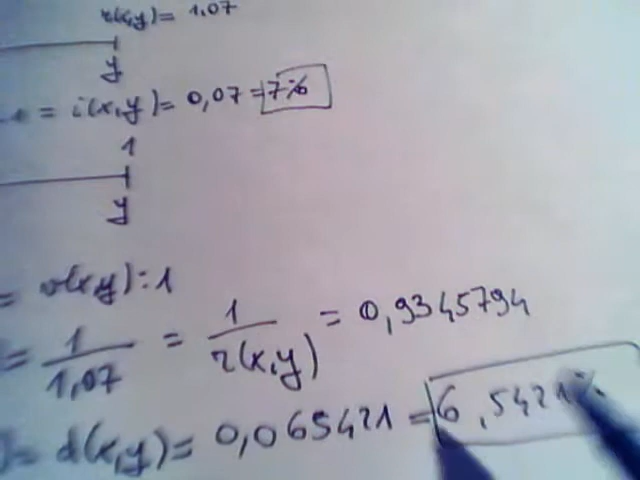 r(x,y) = 1,07
y
= i(x,y) = 0,07 = 7%
1
y
= v(x,y) : 1
= 1/1,07 = 1/r(x,y) = 0,9345794
) = d(x,y) = 0,065421 = 6,5421%